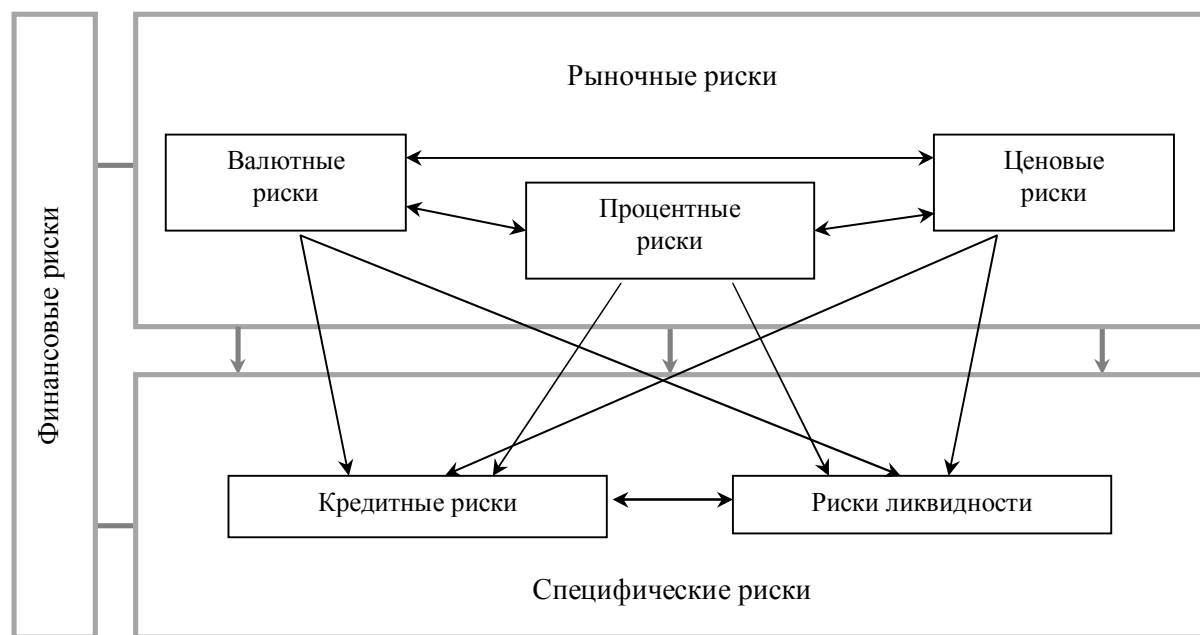 Финансовые риски
Рыночные риски
Валютные
риски
Процентные
риски
Ценовые
риски
Кредитные риски
Риски ликвидности
Специфические риски